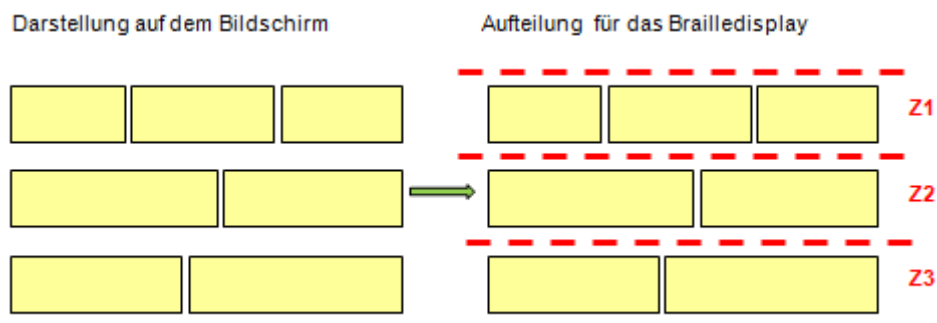 Darstellung auf dem Bildschirm
Aufteilung für das Brailledisplay
Z1
Z2
Z3